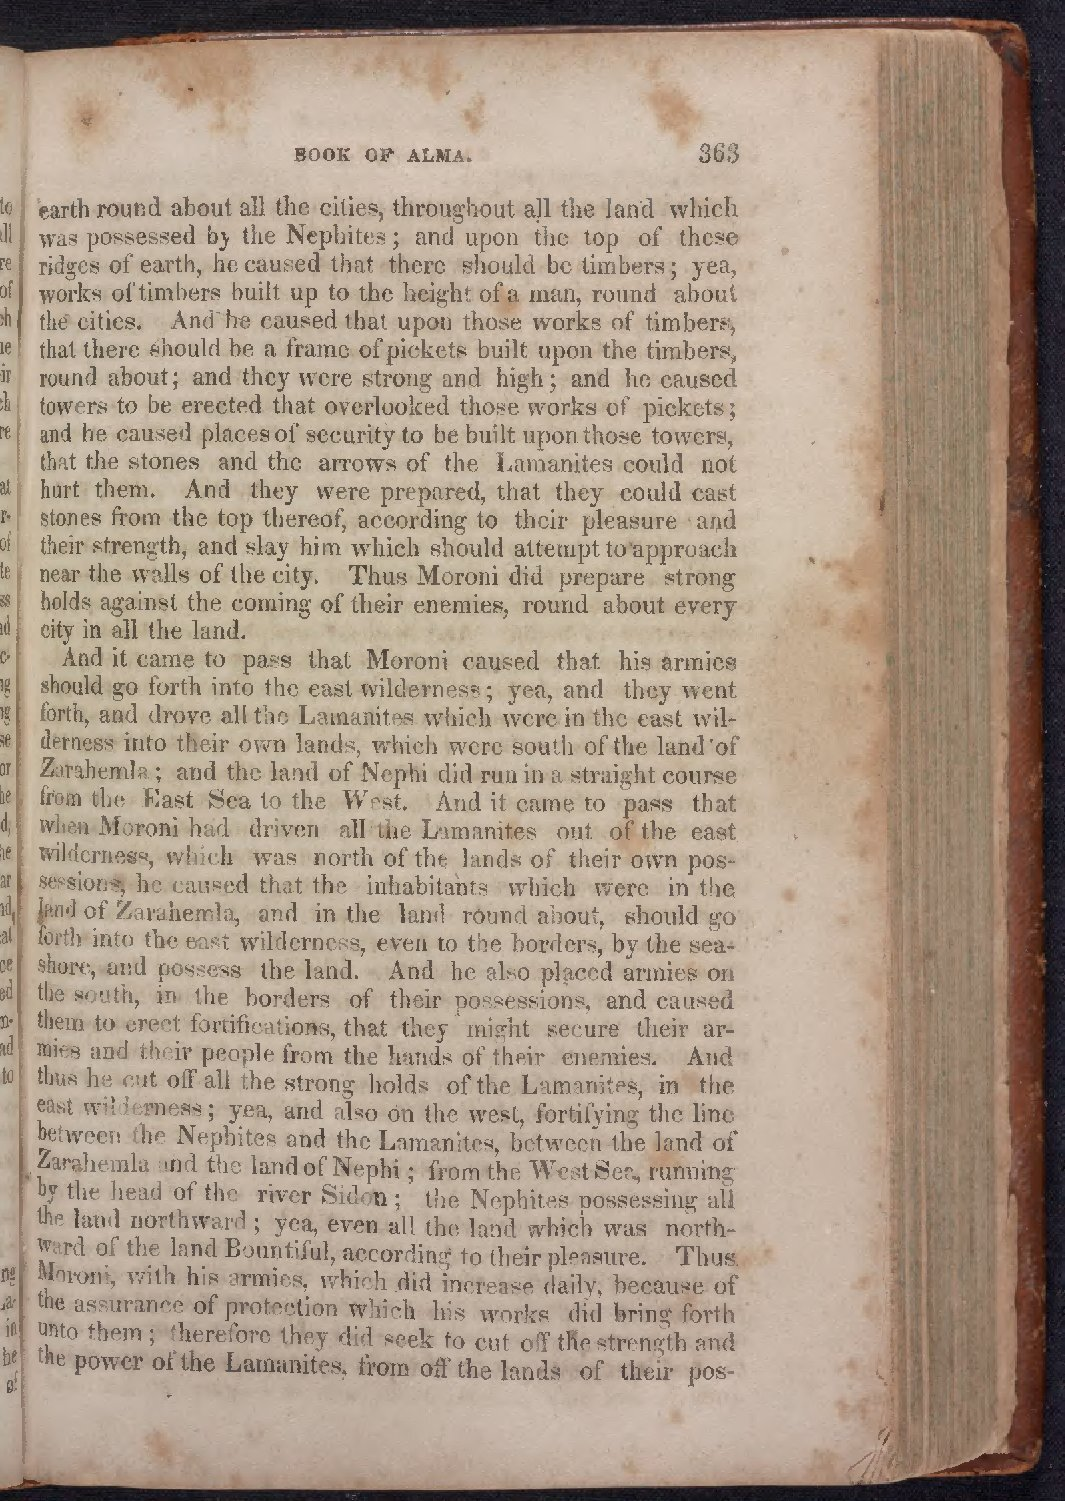 BOOK OF ALMA. 363
earth round about all the cities, throughout all the land which
was possessed by the Nephites; and upon the top of these
ridges of earth, he caused that there should be timbers; yea,
works of timbers built up to the height of a man, round about
the cities. And he caused that upon those works of timbers,
that there should be a frame of pickets built upon the timbers,
round about; and they were strong and high; and he caused
towers to be erected that overlooked those works of pickets;
and he caused places of security to be built upon those towers,
that the stones and the arrows of the Lamanites could not
hurt them. And they were prepared, that they could cast
stones from the top thereof, according to their pleasure and
their strength, and slay him which should attempt to approach
near the walls of the city. Thus Moroni did prepare strong
holds against the coming of their enemies, round about every
city in all the land.
And it came to pass that Moroni caused that his armies
should go forth into the east wilderness; yea, and they went
forth, and drove all the Lamanites which were in the east wil-
derness into their own lands, which were south of the land of
Zarahemla; and the land of Nephi did run in a straight course
from the East Sea to the West. And it came to pass that
when Moroni had driven all the Lamanites out of the east
wilderness, which was north of the lands of their own pos-
sessions, he caused that the inhabitants which were in the
land of Zarahemla, and in the land round about, should go
forth into the east wilderness, even to the borders, by the sea-
shore, and possess the land. And he also placed armies on
the south, in the borders of their possessions, and caused
them to erect fortifications, that they might secure their ar-
mies and their people from the hands of their enemies. And
thus he cut off all the strong holds of the Lamanites, in the
east wilderness; yea, and also on the west, fortifying the line
between the Nephites and the Lamanites, between the land of
Zarahemla and the land of Nephi; from the West Sea, running
by the head of the river Sidon; the Nephites possessing all
the land northward; yea, even all the land which was north-
ward of the land Bountiful, according to their pleasure. Thus
Moroni, with his armies, which did increase daily, because of
the assurance of protection which his works did bring forth
unto them; therefore they did seek to cut off the strength and
the power of the Lamanites, from off the lands of their pos-